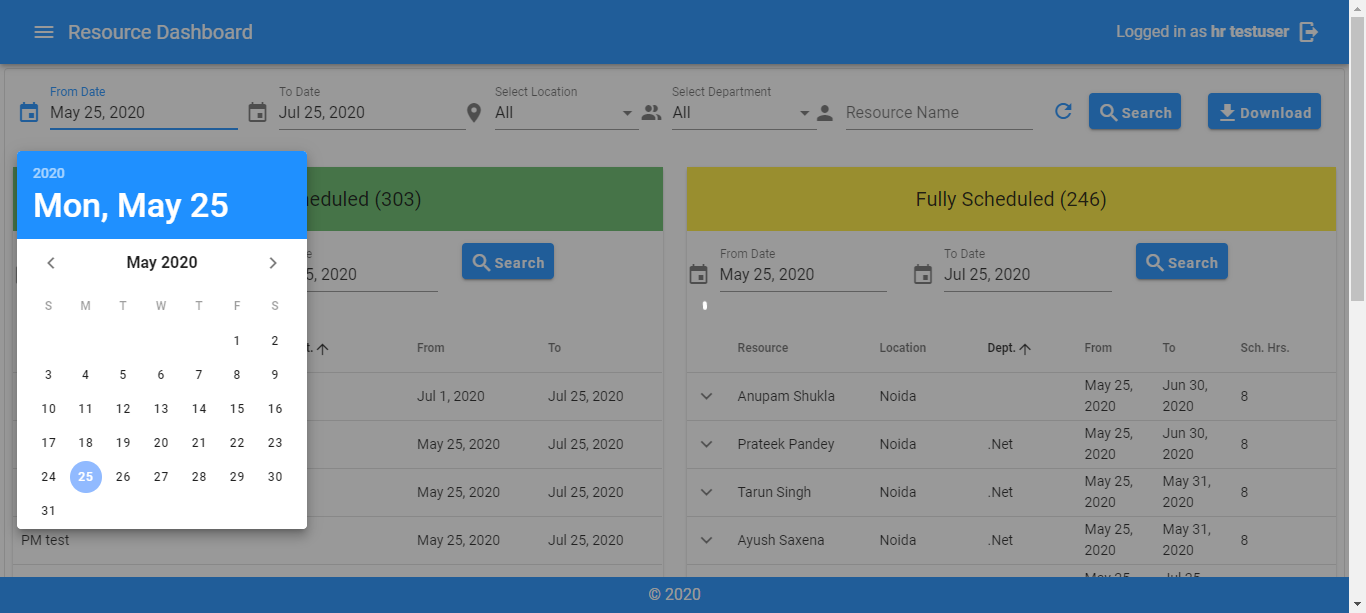 Resource Dashboard
Logged in as hr testuser
From Date
To Date
Select Location
Select Department
May 25, 2020
Jul 25, 2020
All
All
Resource Name
Search
Download
2020
Mon, May 25
heduled (303)
Fully Scheduled (246)
May 2020
S M T W T F S
1 2
3 4 5 6 7 8 9
10 11 12 13 14 15 16
17 18 19 20 21 22 23
24 25 26 27 28 29 30
31
e
5, 2020
Search
From Date
To Date
May 25, 2020
Jul 25, 2020
Search
t. From To
Jul 1, 2020 Jul 25, 2020
May 25, 2020 Jul 25, 2020
May 25, 2020 Jul 25, 2020
PM test May 25, 2020 Jul 25, 2020
Resource Location Dept. From To Sch. Hrs.
Anupam Shukla Noida May 25, 2020 Jun 30, 2020 8
Prateek Pandey Noida .Net May 25, 2020 Jun 30, 2020 8
Tarun Singh Noida .Net May 25, 2020 May 31, 2020 8
Ayush Saxena Noida .Net May 25, 2020 May 31, 2020 8
May 25, Jul 25,
© 2020